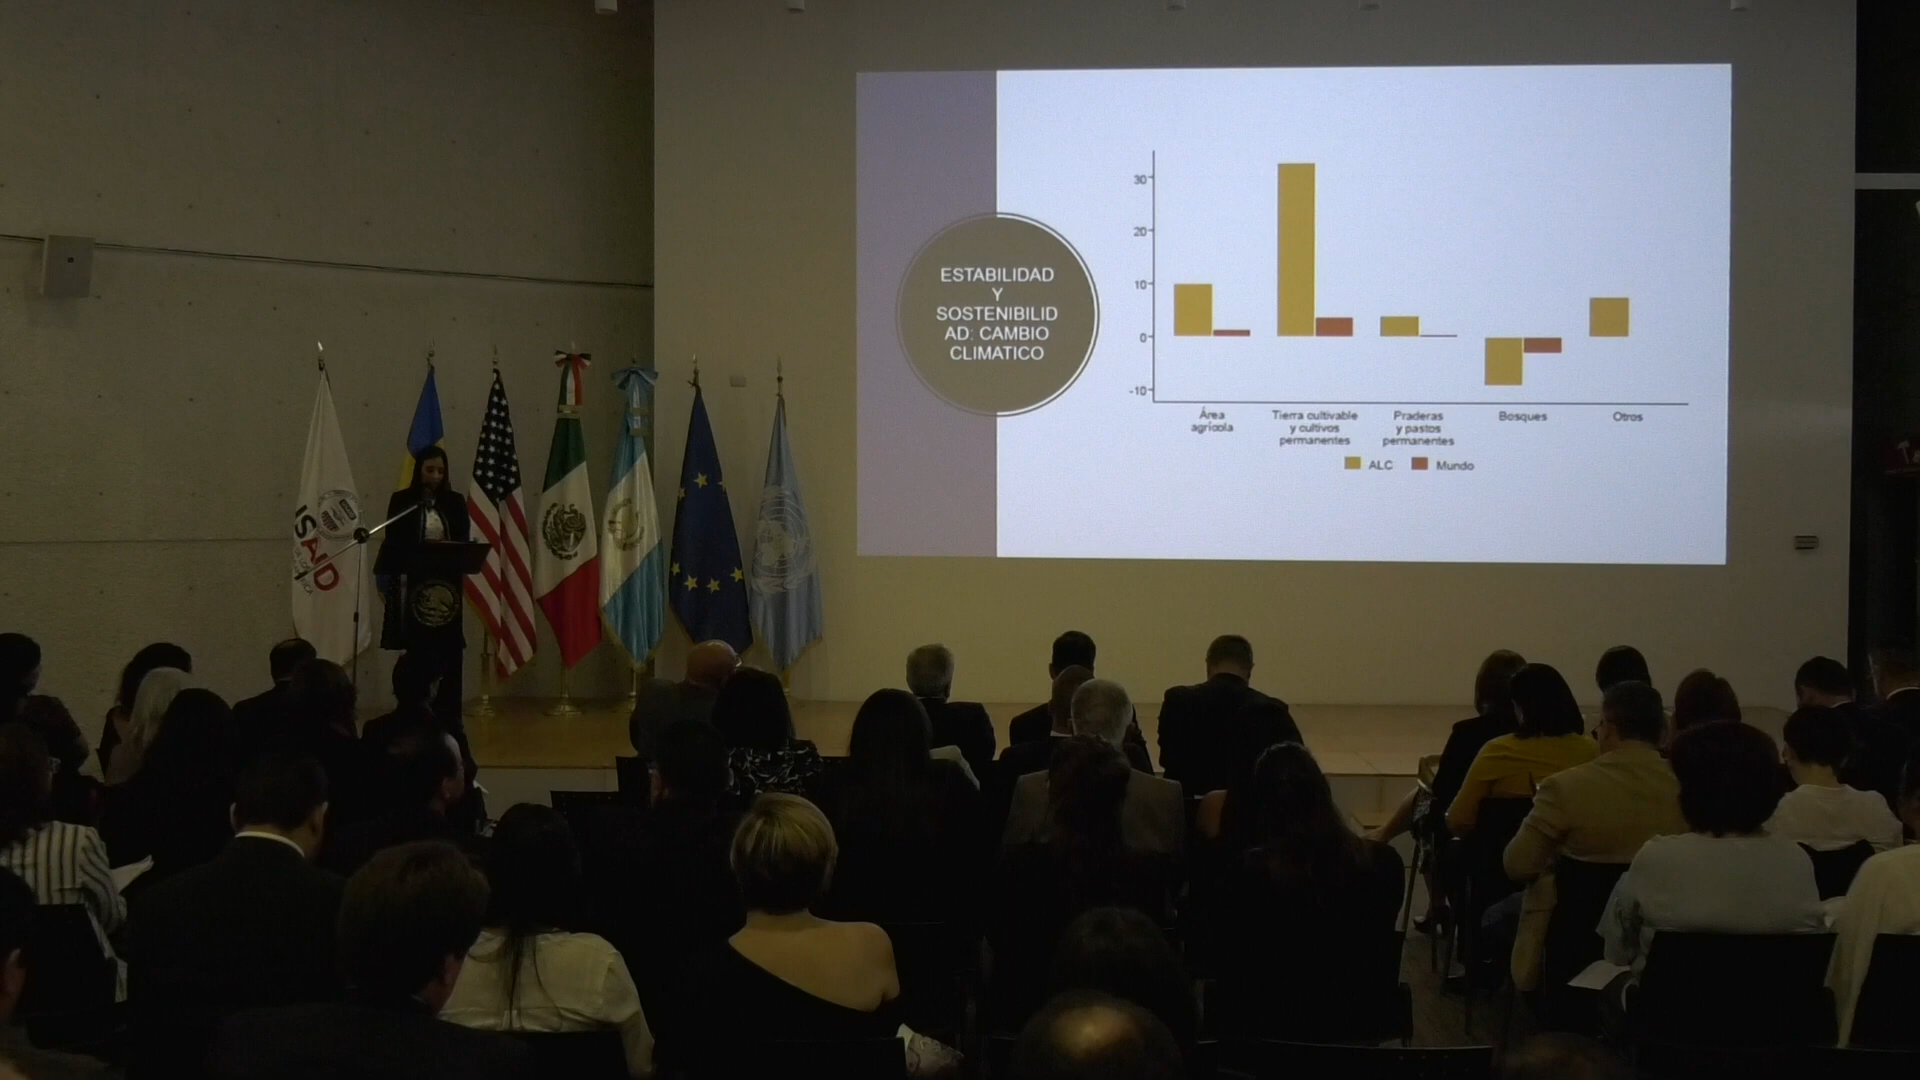 ESTABILIDAD
Y
SOSTENIBILID
AD: CAMBIO
CLIMATICO
30
20
10
0
-10
Área
agrícola
Tierra cultivable
y cultivos
permanentes
Praderas
y pastos
permanentes
Bosques
Otros
ALC
Mundo
USAID